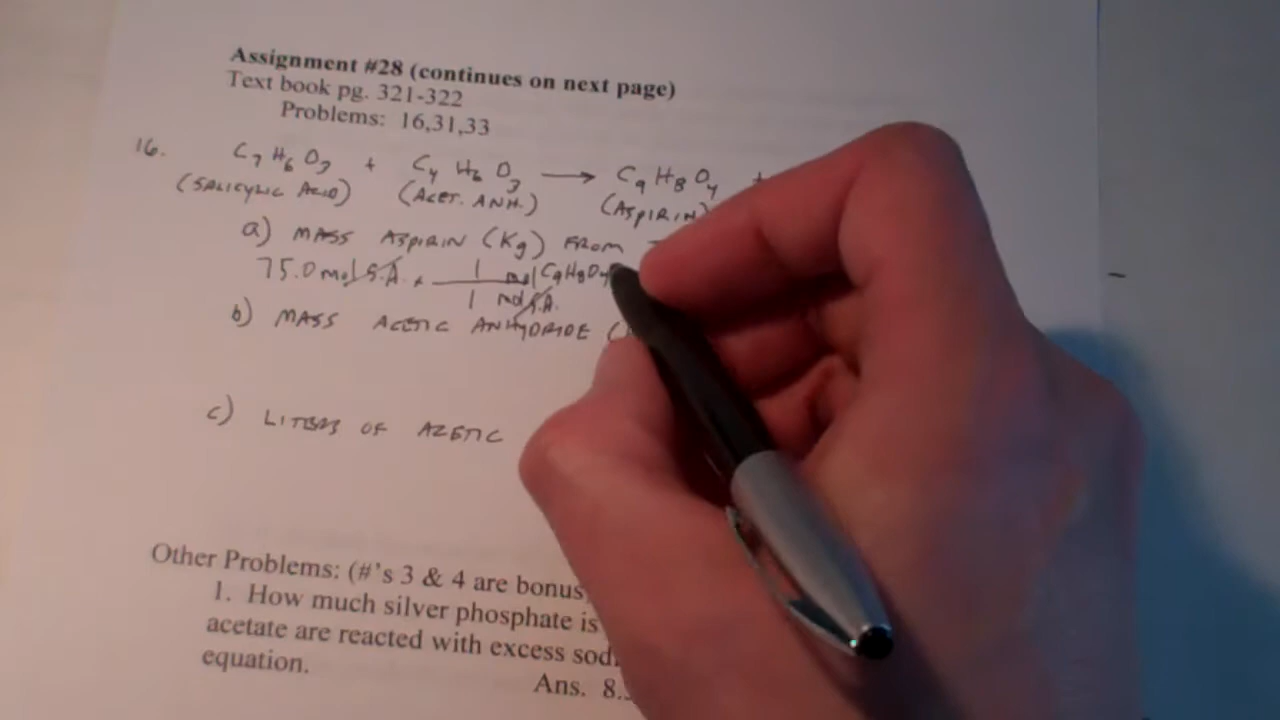 Assignment #28 (continues on next page)
Text book pg. 321-322
Problems: 16,31,33
16. C7H6O3 + C4H6O3 → C9H8O4 +
(SALICYLIC ACID) (ACET. ANH.) (ASPIRIN)
a) MASS ASPIRIN (Kg) FROM
75.0 mol S.A. × 1 mol C9H8O4
1 mol S.A.
b) MASS ACETIC ANHYDRIDE (
c) LITERS OF ACETIC
Other Problems: (#'s 3 & 4 are bonus
1. How much silver phosphate is
acetate are reacted with excess sod
equation.
Ans. 8.